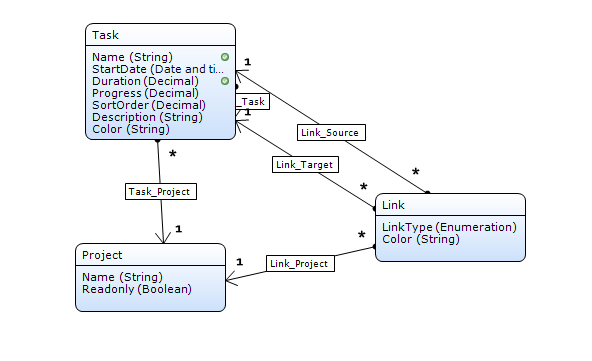 Task
Name (String)
StartDate (Date and ti...
Duration (Decimal)
Progress (Decimal)
SortOrder (Decimal)
Description (String)
Color (String)
1
_Task
1
Link_Source
Link_Target
*
*
*
Task_Project
*
1
Link
LinkType (Enumeration)
Color (String)
Project
Name (String)
Readonly (Boolean)
1
Link_Project